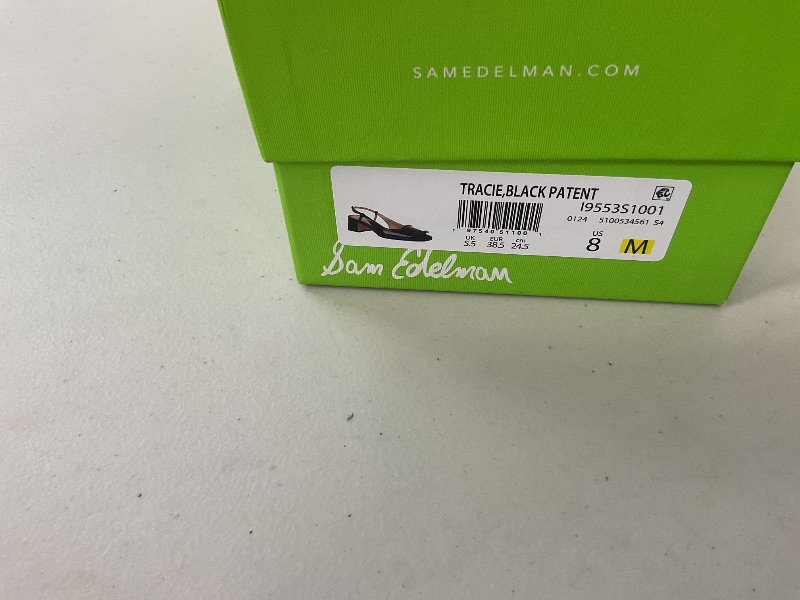 SAMEDELMAN.COM
TRACIE,BLACK PATENT
I9553S1001
0124 5100534561 54
UK EUR cm US
5.5 38.5 24.5 8 M
Sam Edelman